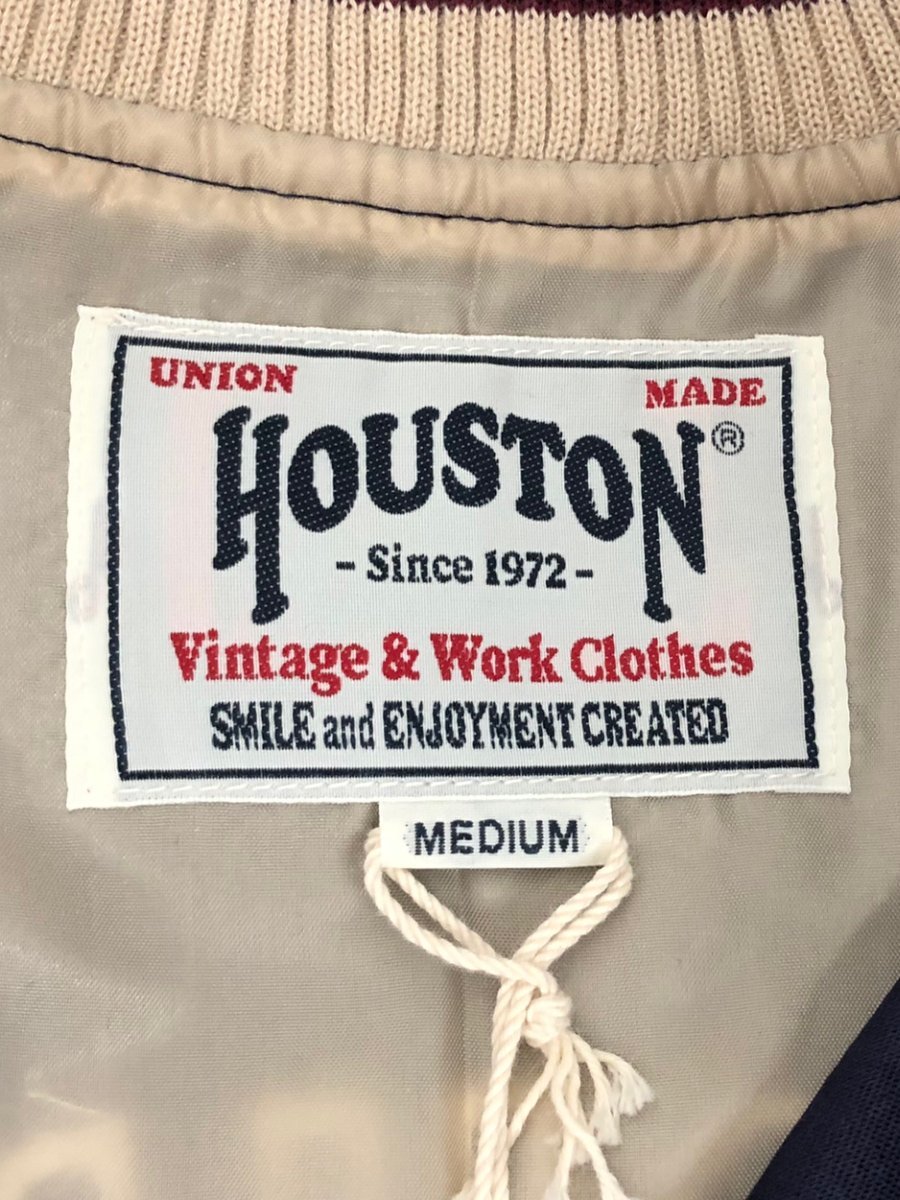 UNION MADE
HOUSTON®
- Since 1972 -
Vintage & Work Clothes
SMILE and ENJOYMENT CREATED
MEDIUM